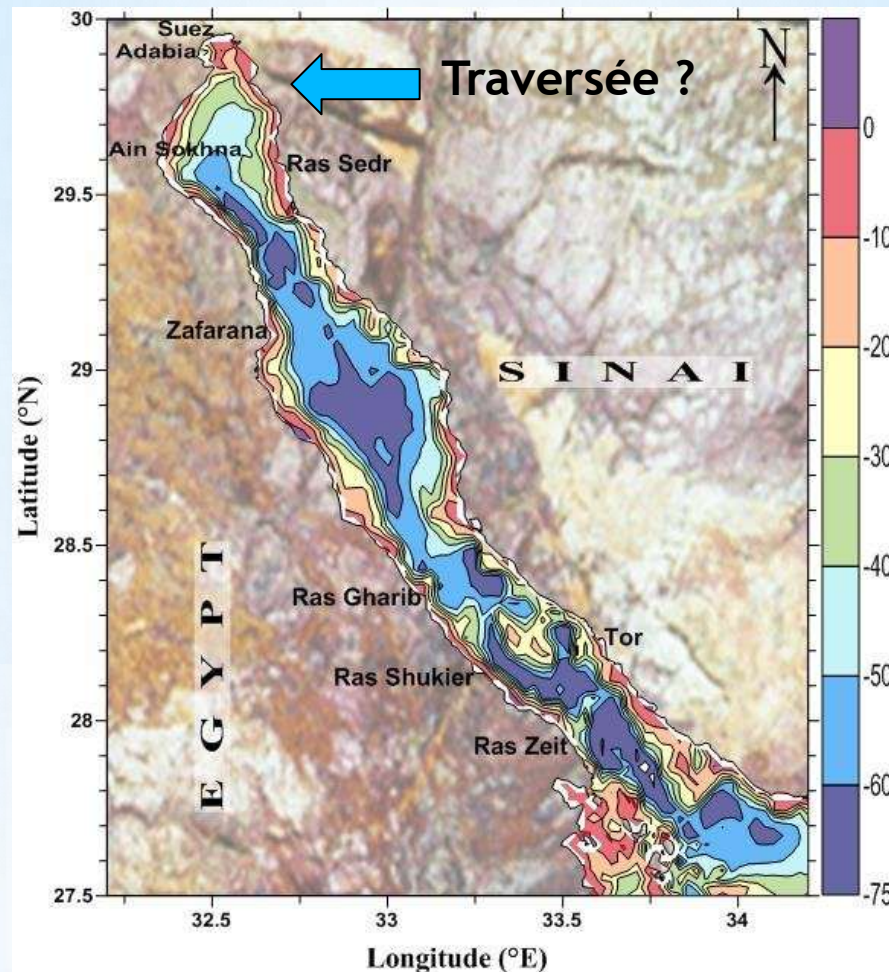 30
Suez
Adabia
Traversée ?
N
0
Ain Sokhna
Ras Sedr
29.5
-10
Zafarana
-20
29
SINAI
-30
Latitude (°N)
28.5
EGYPT
-40
Ras Gharib
Tor
-50
Ras Shukier
28
Ras Zeit
-60
27.5
-75
32.5
33
33.5
34
Longitude (°E)